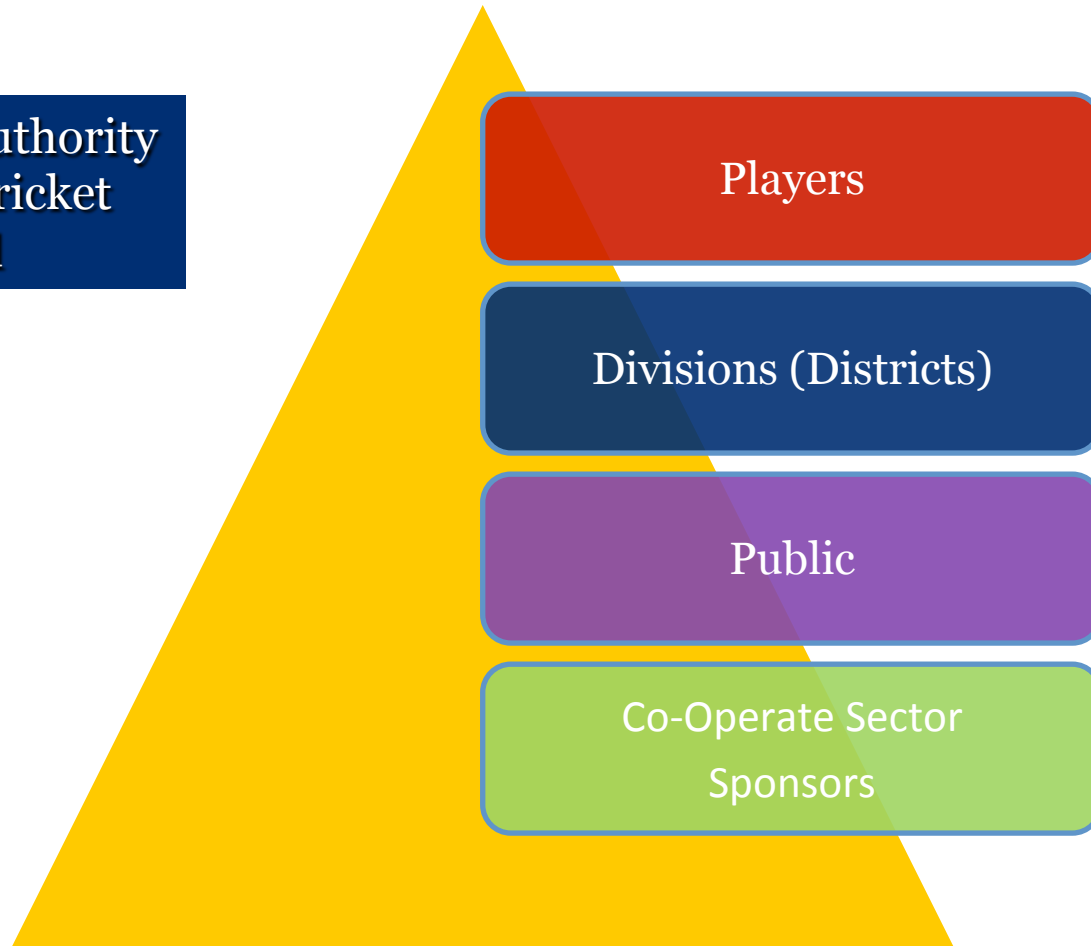 uthority
ricket
Players
Divisions (Districts)
Public
Co-Operate Sector
Sponsors